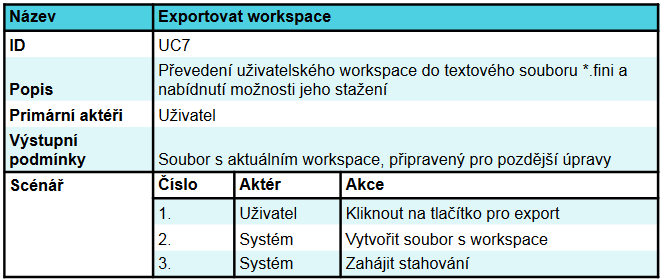 Název Exportovat workspace
ID UC7
Popis Převedení uživatelského workspace do textového souboru *.fini a
nabídnutí možnosti jeho stažení
Primární aktéři Uživatel
Výstupní
podmínky Soubor s aktuálním workspace, připravený pro pozdější úpravy
Scénář Číslo Aktér Akce
1. Uživatel Kliknout na tlačítko pro export
2. Systém Vytvořit soubor s workspace
3. Systém Zahájit stahování